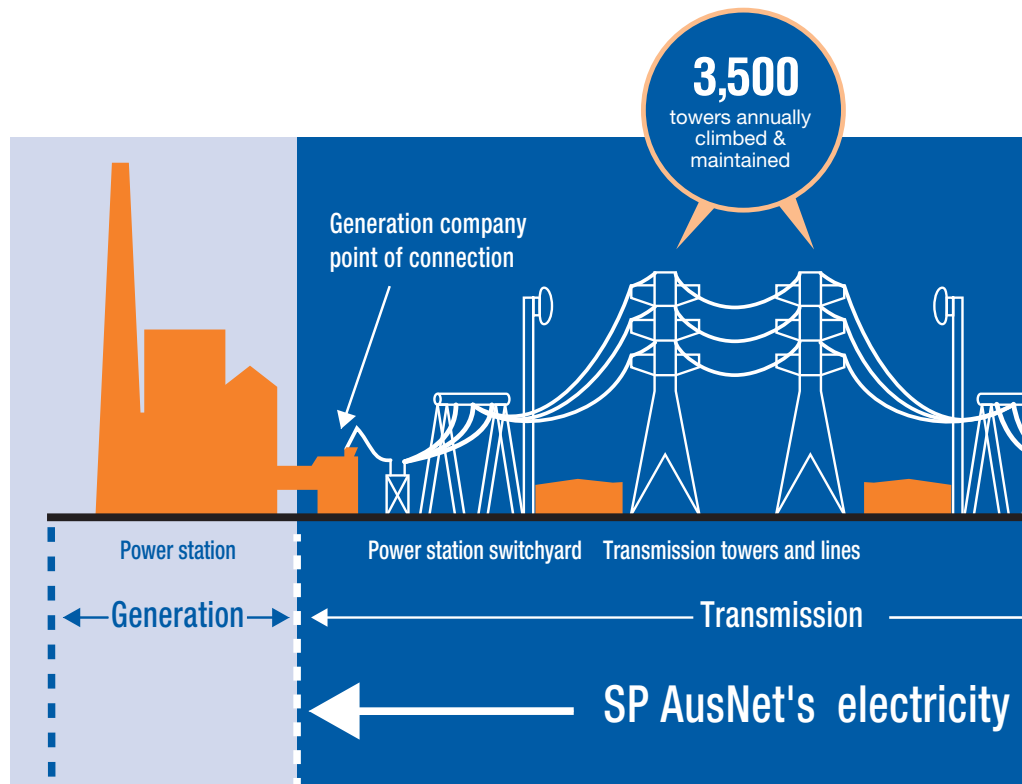 3,500
towers annually
climbed &
maintained
Generation company
point of connection
Power station
Power station switchyard
Transmission towers and lines
Generation
Transmission
SP AusNet's electricity